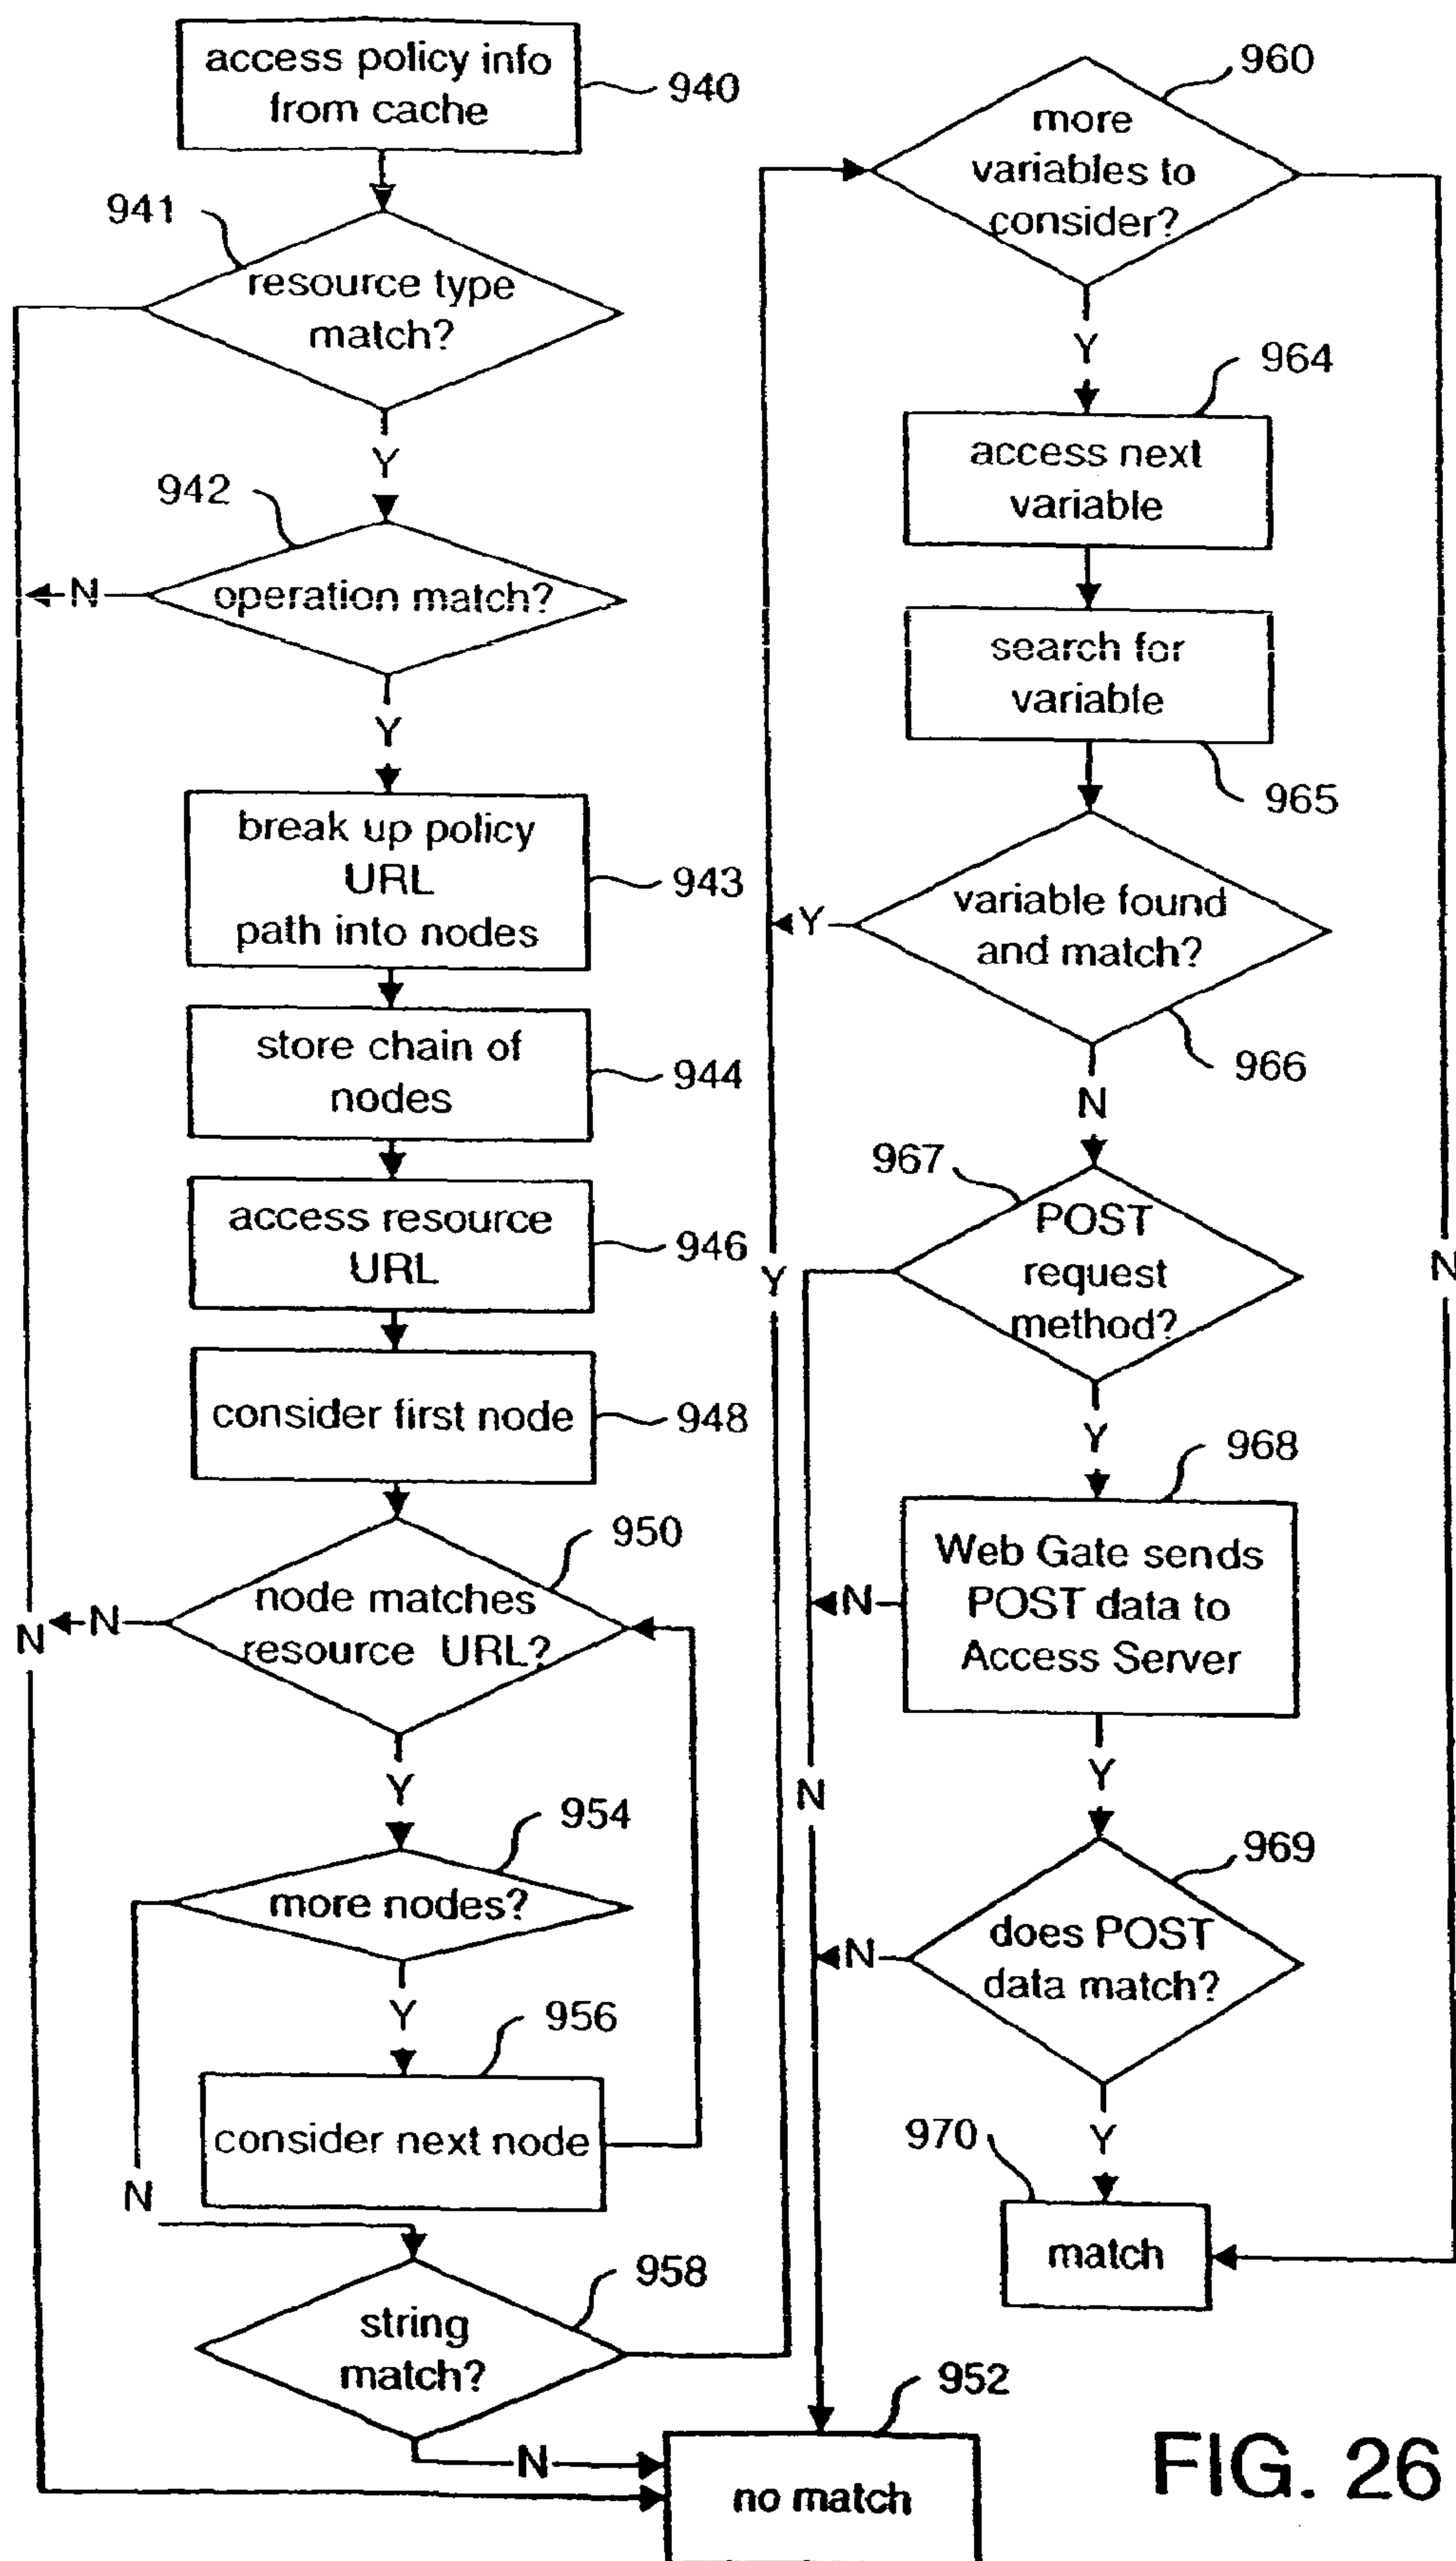 access policy info
from cache
940
941
resource type
match?
Y
942
operation match?
N
Y
break up policy
URL
path into nodes
943
store chain of
nodes
944
access resource
URL
946
consider first node
948
950
node matches
resource URL?
N
N
Y
954
more nodes?
Y
956
consider next node
N
958
string
match?
N
Y
960
more
variables to
consider?
Y
964
access next
variable
search for
variable
965
variable found
and match?
Y
966
N
967
POST
request
method?
N
Y
968
Web Gate sends
POST data to
Access Server
N
Y
N
969
does POST
data match?
N
Y
970
match
952
no match
FIG. 26